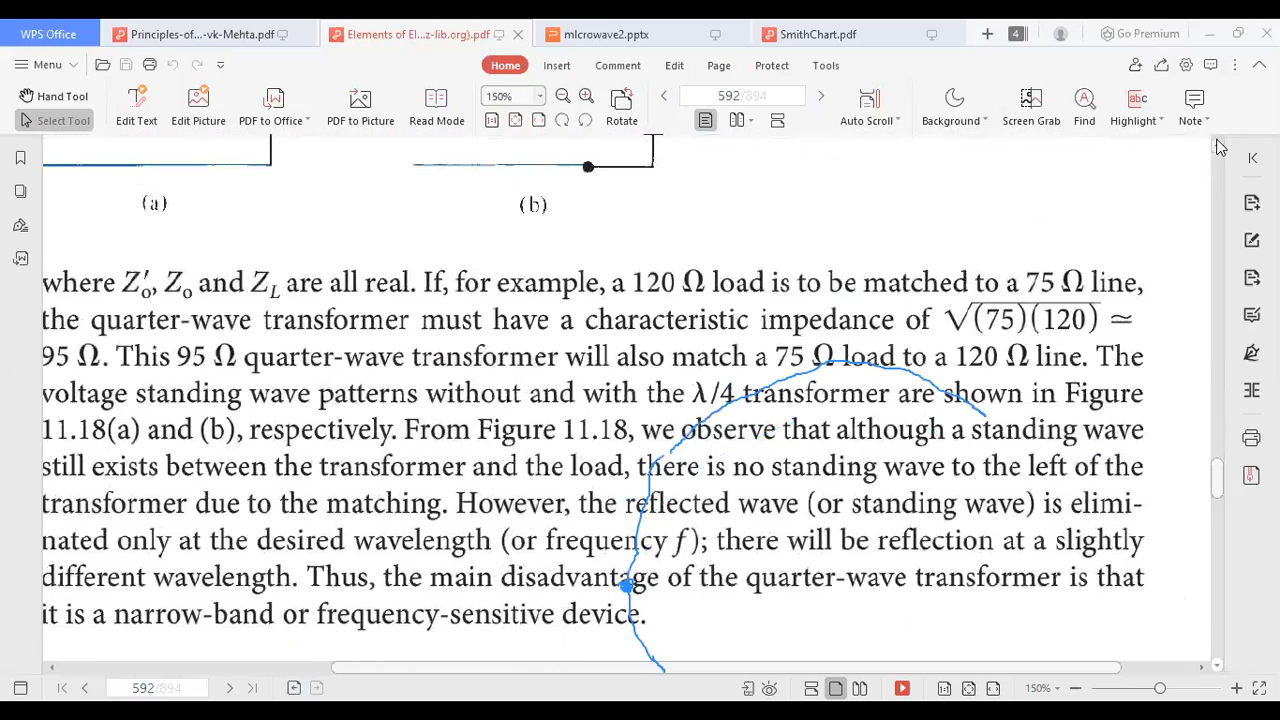 WPS Office Principles-of...-vk-Mehta.pdf Elements of El...z-lib.org).pdf mIcrowave2.pptx SmithChart.pdf 4 Go Premium
Menu Home Insert Comment Edit Page Protect Tools
Hand Tool 150% 592/894
Select Tool Edit Text Edit Picture PDF to Office PDF to Picture Read Mode Rotate Auto Scroll Background Screen Grab Find Highlight Note
(a) (b)
where Z′ₒ, Zₒ and Z_L are all real. If, for example, a 120 Ω load is to be matched to a 75 Ω line,
the quarter-wave transformer must have a characteristic impedance of √(75)(120) ≃
95 Ω. This 95 Ω quarter-wave transformer will also match a 75 Ω load to a 120 Ω line. The
voltage standing wave patterns without and with the λ/4 transformer are shown in Figure
11.18(a) and (b), respectively. From Figure 11.18, we observe that although a standing wave
still exists between the transformer and the load, there is no standing wave to the left of the
transformer due to the matching. However, the reflected wave (or standing wave) is elimi-
nated only at the desired wavelength (or frequency f); there will be reflection at a slightly
different wavelength. Thus, the main disadvantage of the quarter-wave transformer is that
it is a narrow-band or frequency-sensitive device.
592/894 150%